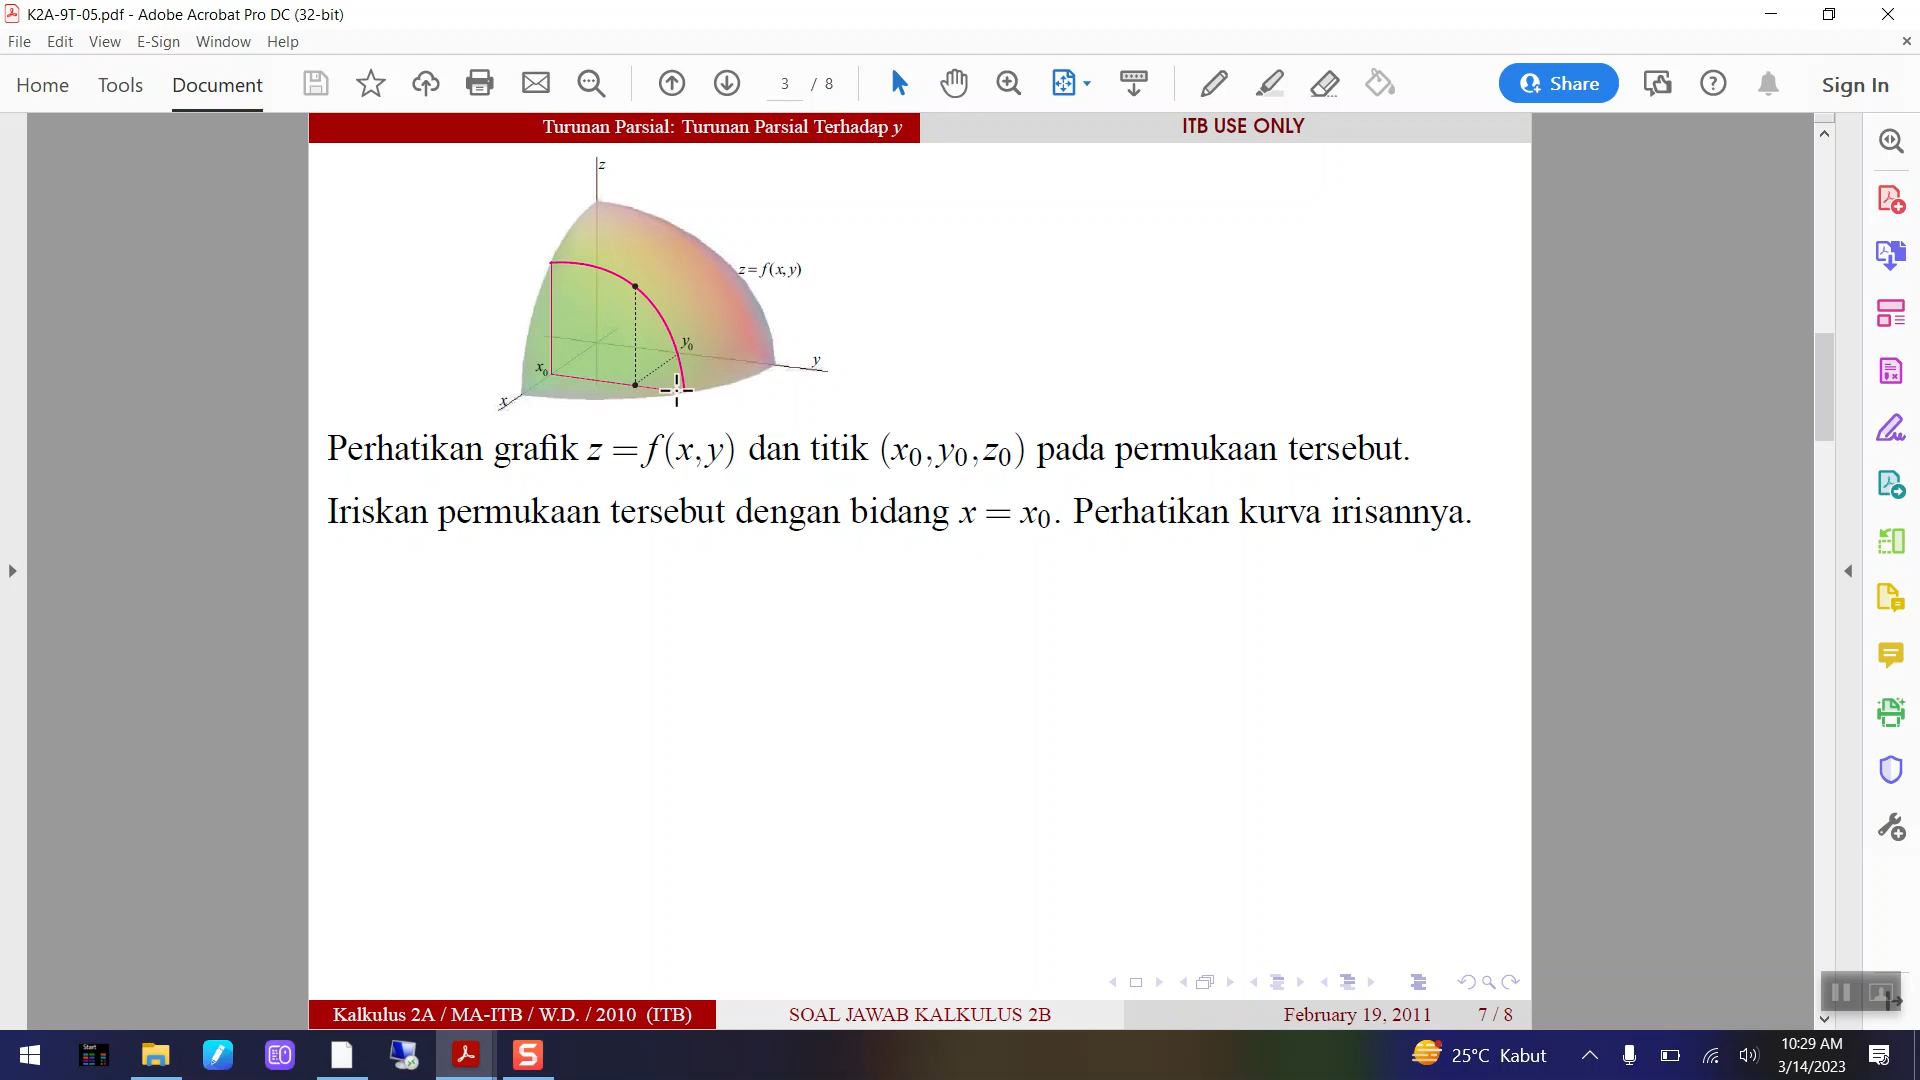 K2A-9T-05.pdf - Adobe Acrobat Pro DC (32-bit)
File Edit View E-Sign Window Help
Home Tools Document 3 / 8 Share Sign In
Turunan Parsial: Turunan Parsial Terhadap y ITB USE ONLY
z
z = f(x, y)
y₀
y
x₀
x
Perhatikan grafik z = f(x, y) dan titik (x₀, y₀, z₀) pada permukaan tersebut.
Iriskan permukaan tersebut dengan bidang x = x₀. Perhatikan kurva irisannya.
Kalkulus 2A / MA-ITB / W.D. / 2010 (ITB) SOAL JAWAB KALKULUS 2B February 19, 2011 7 / 8
Start
25°C Kabut 10:29 AM
3/14/2023